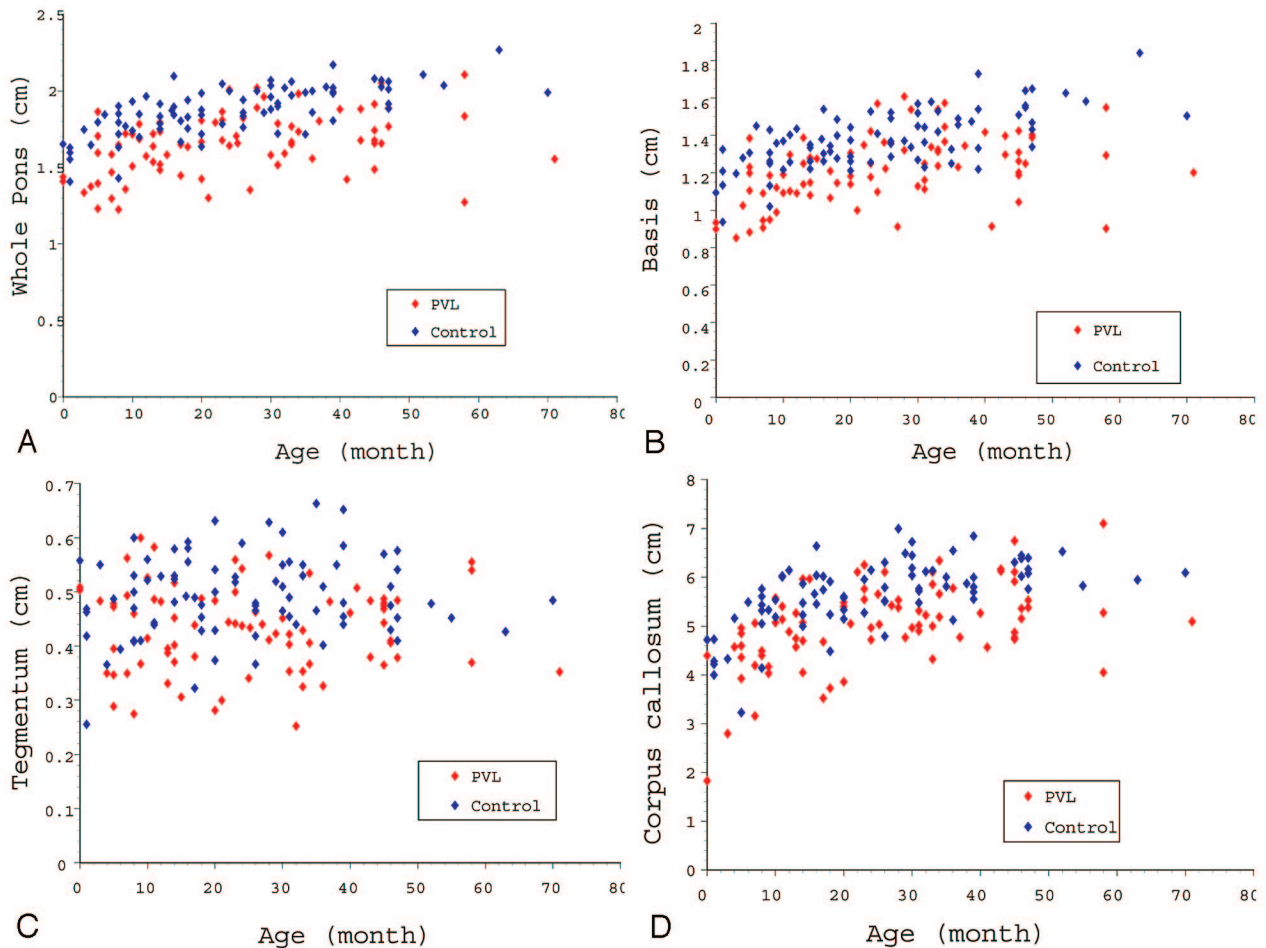 2.5
2
1.5
1
0.5
0
Whole Pons (cm)
PVL
Control
0 10 20 30 40 50 60 70 80
A
Age (month)
2
1.8
1.6
1.4
1.2
1
0.8
0.6
0.4
0.2
0
Basis (cm)
PVL
Control
0 10 20 30 40 50 60 70 80
B
Age (month)
0.7
0.6
0.5
0.4
0.3
0.2
0.1
0
Tegmentum (cm)
PVL
Control
0 10 20 30 40 50 60 70 80
C
Age (month)
8
7
6
5
4
3
2
1
0
Corpus callosum (cm)
PVL
Control
0 10 20 30 40 50 60 70 80
D
Age (month)